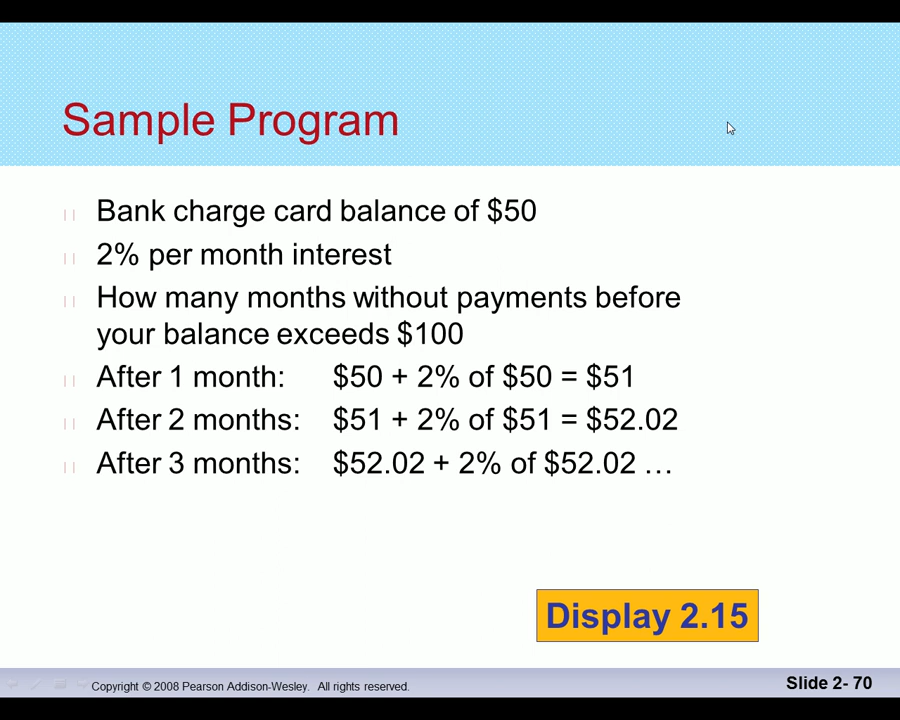 Sample Program
Bank charge card balance of $50
2% per month interest
How many months without payments before
your balance exceeds $100
After 1 month: $50 + 2% of $50 = $51
After 2 months: $51 + 2% of $51 = $52.02
After 3 months: $52.02 + 2% of $52.02 …
Display 2.15
Copyright © 2008 Pearson Addison-Wesley. All rights reserved.
Slide 2- 70